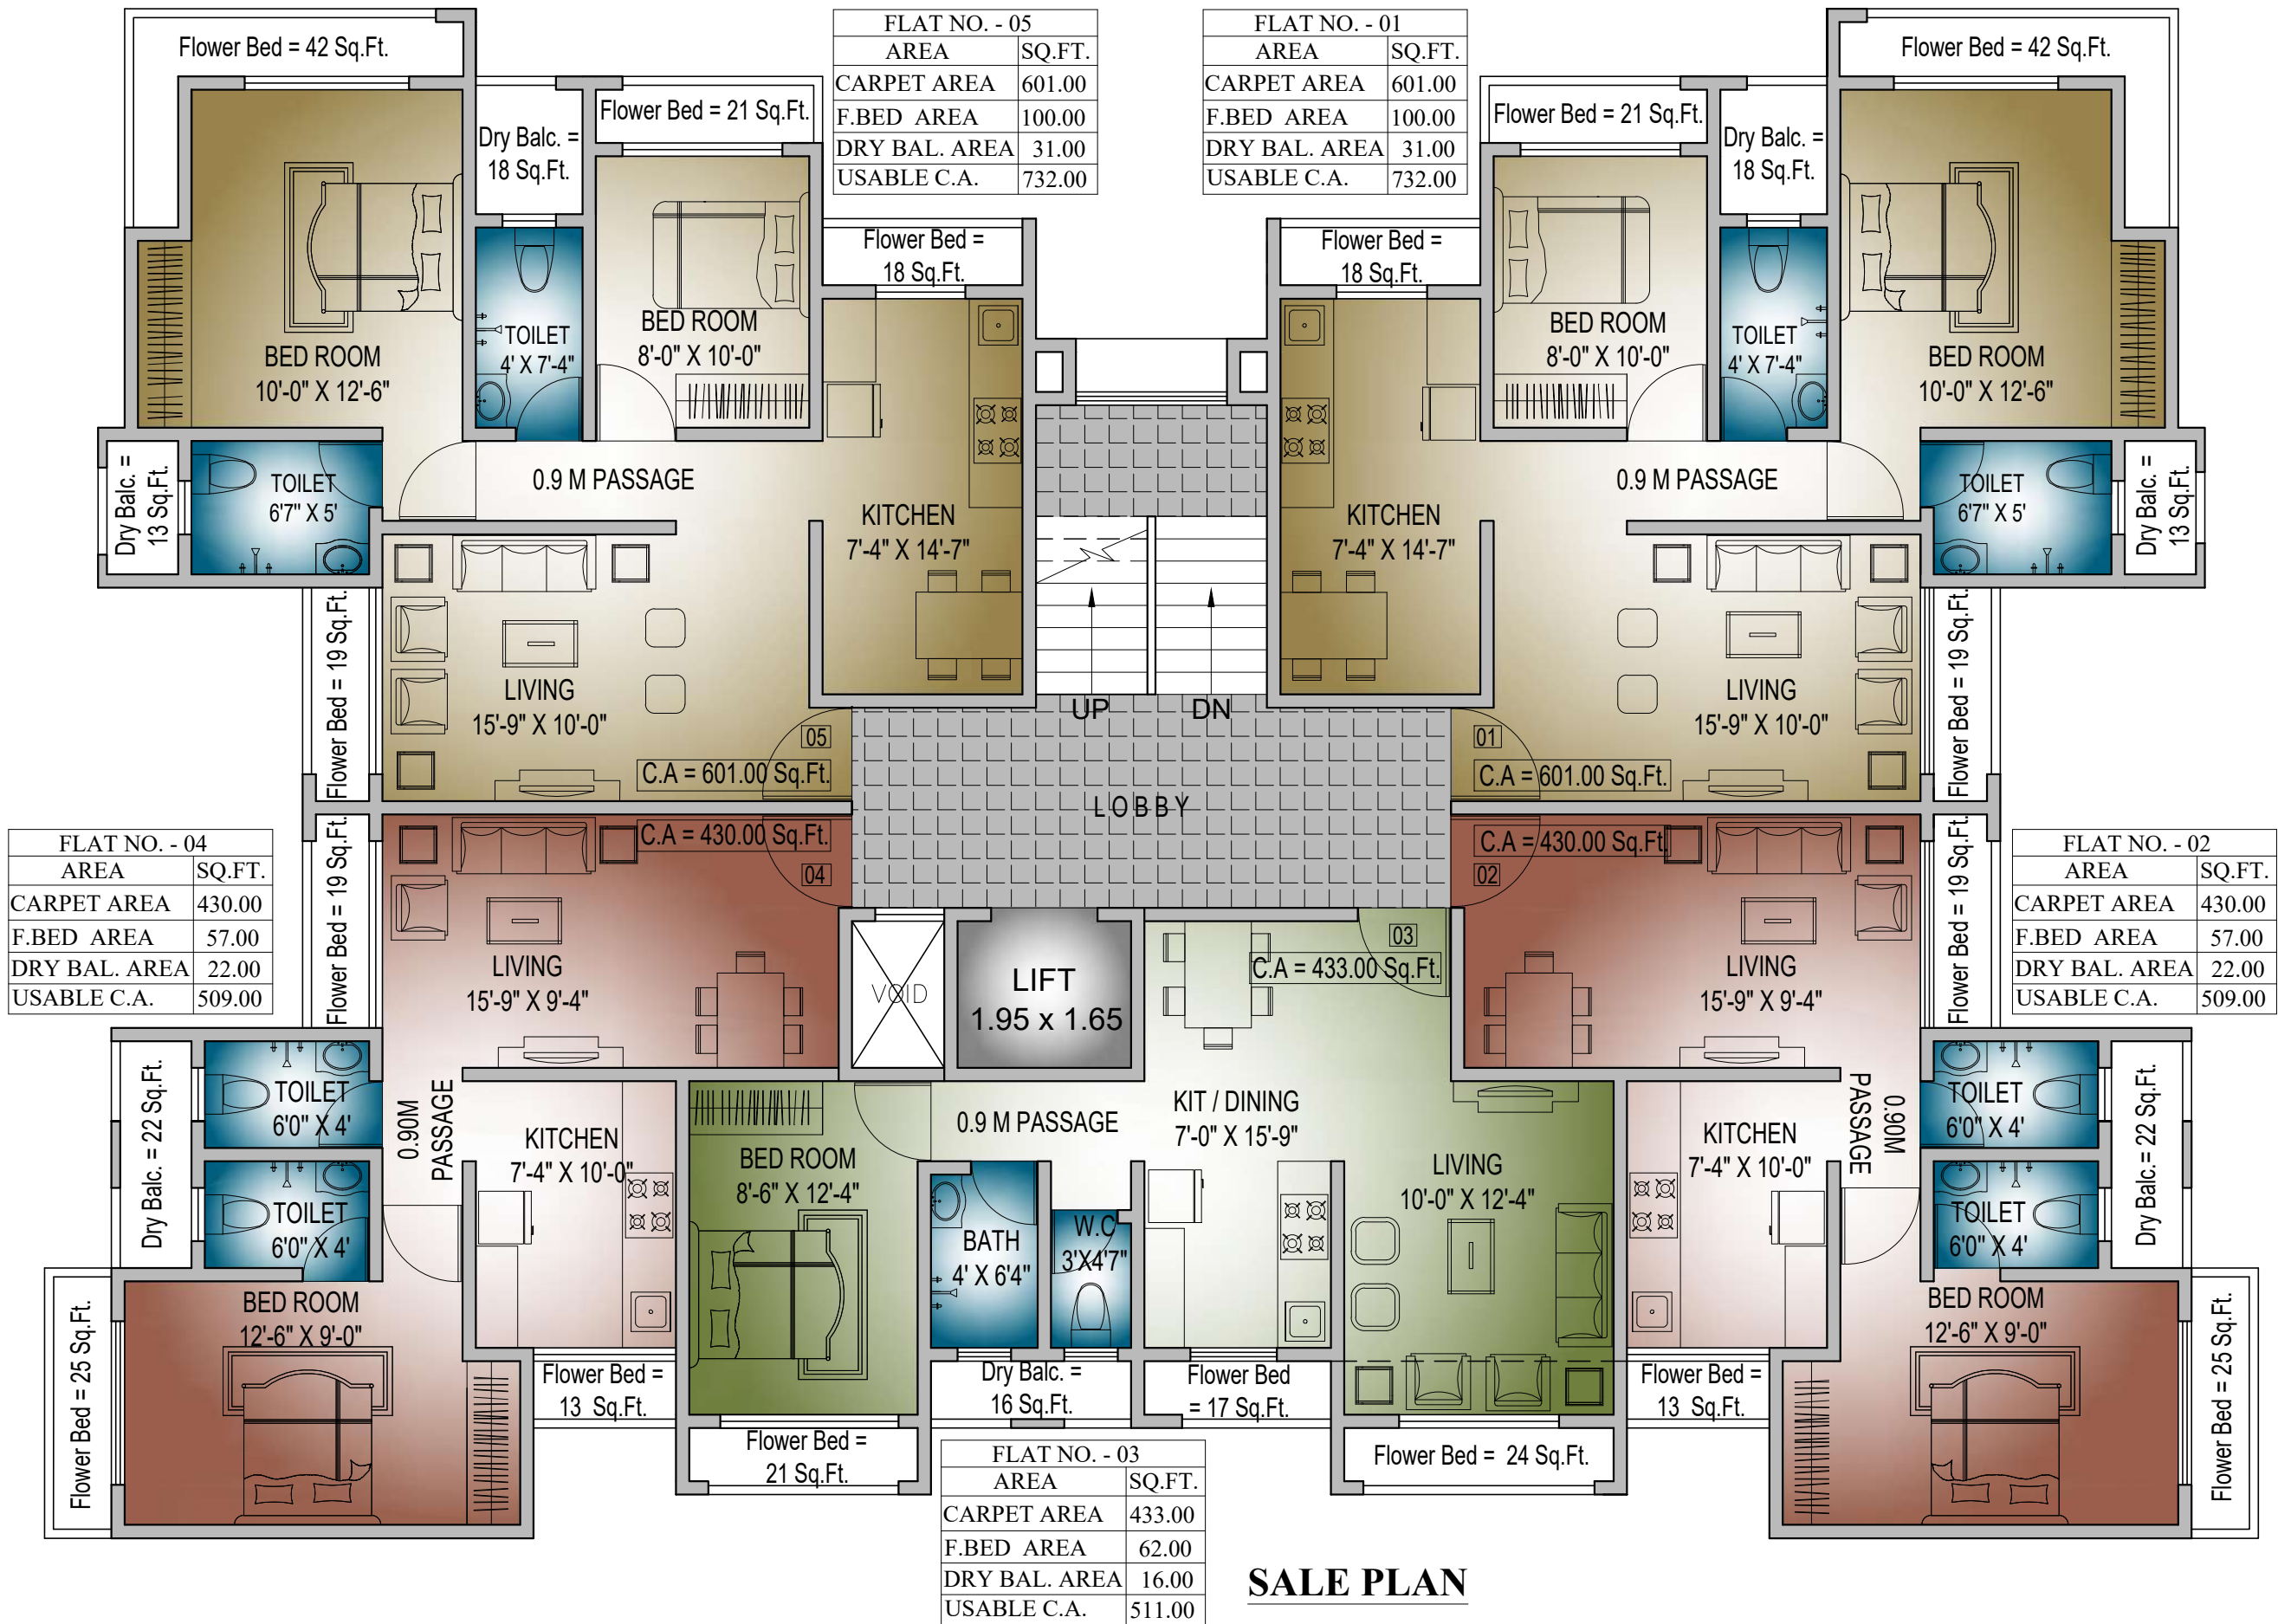 FLAT NO. - 05
AREA SQ.FT.
CARPET AREA 601.00
F.BED AREA 100.00
DRY BAL. AREA 31.00
USABLE C.A. 732.00
FLAT NO. - 01
AREA SQ.FT.
CARPET AREA 601.00
F.BED AREA 100.00
DRY BAL. AREA 31.00
USABLE C.A. 732.00
Flower Bed = 42 Sq.Ft.
Dry Balc. =
18 Sq.Ft.
Flower Bed = 21 Sq.Ft.
Flower Bed =
18 Sq.Ft.
BED ROOM
10'-0" X 12'-6"
TOILET
4' X 7'-4"
BED ROOM
8'-0" X 10'-0"
Dry Balc. =
13 Sq.Ft.
TOILET
6'7" X 5'
0.9 M PASSAGE
KITCHEN
7'-4" X 14'-7"
Flower Bed = 19 Sq.Ft.
LIVING
15'-9" X 10'-0"
05
C.A = 601.00 Sq.Ft.
Flower Bed = 42 Sq.Ft.
Flower Bed = 21 Sq.Ft.
Dry Balc. =
18 Sq.Ft.
Flower Bed =
18 Sq.Ft.
BED ROOM
8'-0" X 10'-0"
TOILET
4' X 7'-4"
BED ROOM
10'-0" X 12'-6"
0.9 M PASSAGE
TOILET
6'7" X 5'
Dry Balc. =
13 Sq.Ft.
KITCHEN
7'-4" X 14'-7"
Flower Bed = 19 Sq.Ft.
LIVING
15'-9" X 10'-0"
01
C.A = 601.00 Sq.Ft.
UP
DN
LOBBY
FLAT NO. - 04
AREA SQ.FT.
CARPET AREA 430.00
F.BED AREA 57.00
DRY BAL. AREA 22.00
USABLE C.A. 509.00
Flower Bed = 19 Sq.Ft.
C.A = 430.00 Sq.Ft.
04
LIVING
15'-9" X 9'-4"
VOID
LIFT
1.95 x 1.65
03
C.A = 433.00 Sq.Ft.
C.A = 430.00 Sq.Ft.
02
LIVING
15'-9" X 9'-4"
Flower Bed = 19 Sq.Ft.
FLAT NO. - 02
AREA SQ.FT.
CARPET AREA 430.00
F.BED AREA 57.00
DRY BAL. AREA 22.00
USABLE C.A. 509.00
Dry Balc. = 22 Sq.Ft.
TOILET
6'0" X 4'
TOILET
6'0" X 4'
0.90M
PASSAGE
KITCHEN
7'-4" X 10'-0"
BED ROOM
8'-6" X 12'-4"
0.9 M PASSAGE
BATH
4' X 6'4"
W.C
3'X4'7"
KIT / DINING
7'-0" X 15'-9"
LIVING
10'-0" X 12'-4"
KITCHEN
7'-4" X 10'-0"
PASSAGE
0.90M
TOILET
6'0" X 4'
TOILET
6'0" X 4'
Dry Balc. = 22 Sq.Ft.
Flower Bed = 25 Sq.Ft.
BED ROOM
12'-6" X 9'-0"
Flower Bed =
13 Sq.Ft.
Flower Bed =
21 Sq.Ft.
Dry Balc. =
16 Sq.Ft.
Flower Bed
= 17 Sq.Ft.
Flower Bed = 24 Sq.Ft.
Flower Bed =
13 Sq.Ft.
BED ROOM
12'-6" X 9'-0"
Flower Bed = 25 Sq.Ft.
FLAT NO. - 03
AREA SQ.FT.
CARPET AREA 433.00
F.BED AREA 62.00
DRY BAL. AREA 16.00
USABLE C.A. 511.00
SALE PLAN